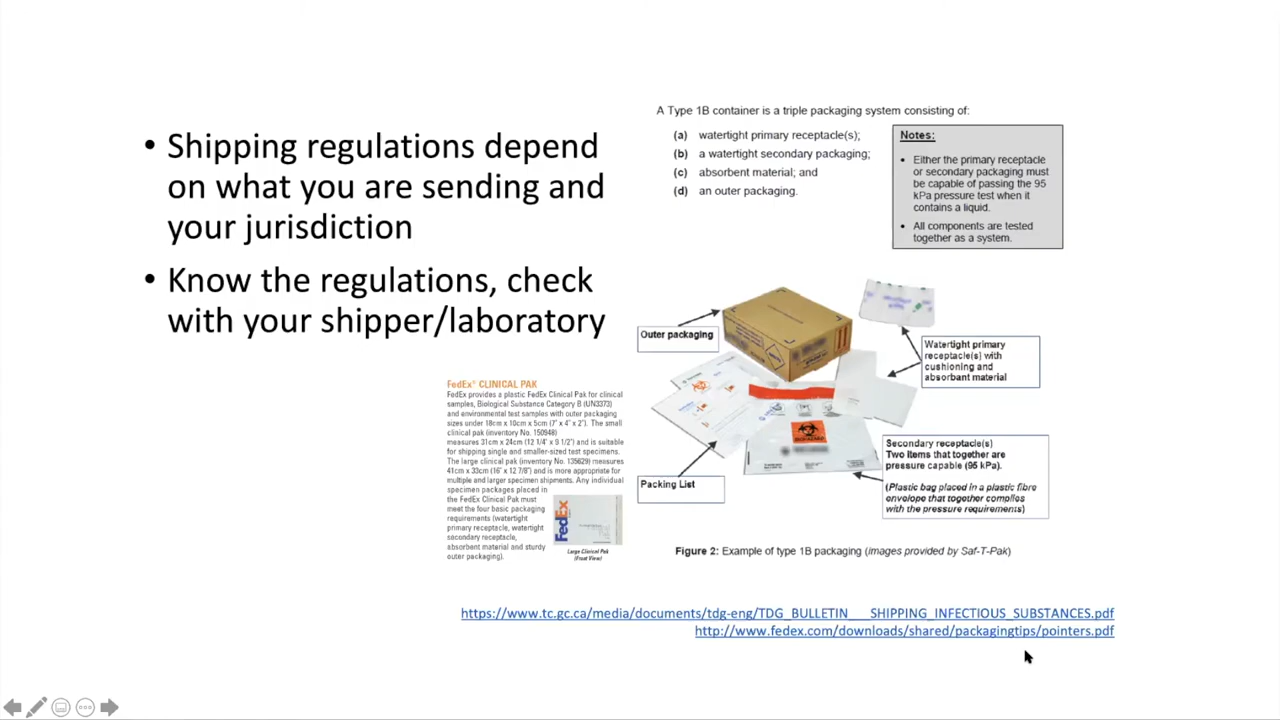 • Shipping regulations depend
on what you are sending and
your jurisdiction
• Know the regulations, check
with your shipper/laboratory
FedEx® CLINICAL PAK
FedEx provides a plastic FedEx Clinical Pak for clinical
samples, Biological Substance Category B (UN3373)
and environmental test samples with outer packaging
sizes under 18cm x 10cm x 5cm (7" x 4" x 2"). The small
clinical pak (inventory No. 150948)
measures 31cm x 24cm (12 1/4" x 9 1/2") and is suitable
for shipping single and smaller-sized test specimens.
The large clinical pak (inventory No. 135629) measures
41cm x 33cm (16" x 12 7/8") and is more appropriate for
multiple and larger specimen shipments. Any individual
specimen packages placed in
the FedEx Clinical Pak must
meet the four basic packaging
requirements (watertight
primary receptacle, watertight
secondary receptacle,
absorbent material and sturdy
outer packaging).
FedEx
Large Clinical Pak
(Front View)
A Type 1B container is a triple packaging system consisting of:
(a) watertight primary receptacle(s);
(b) a watertight secondary packaging;
(c) absorbent material; and
(d) an outer packaging.
Notes:
• Either the primary receptacle
or secondary packaging must
be capable of passing the 95
kPa pressure test when it
contains a liquid.
• All components are tested
together as a system.
Outer packaging
Watertight primary
receptacle(s) with
cushioning and
absorbant material
BIOHAZARD
Secondary receptacle(s)
Two items that together are
pressure capable (95 kPa).
(Plastic bag placed in a plastic fibre
envelope that together complies
with the pressure requirements)
Packing List
Figure 2: Example of type 1B packaging (images provided by Saf-T-Pak)
https://www.tc.gc.ca/media/documents/tdg-eng/TDG_BULLETIN___SHIPPING_INFECTIOUS_SUBSTANCES.pdf
http://www.fedex.com/downloads/shared/packagingtips/pointers.pdf